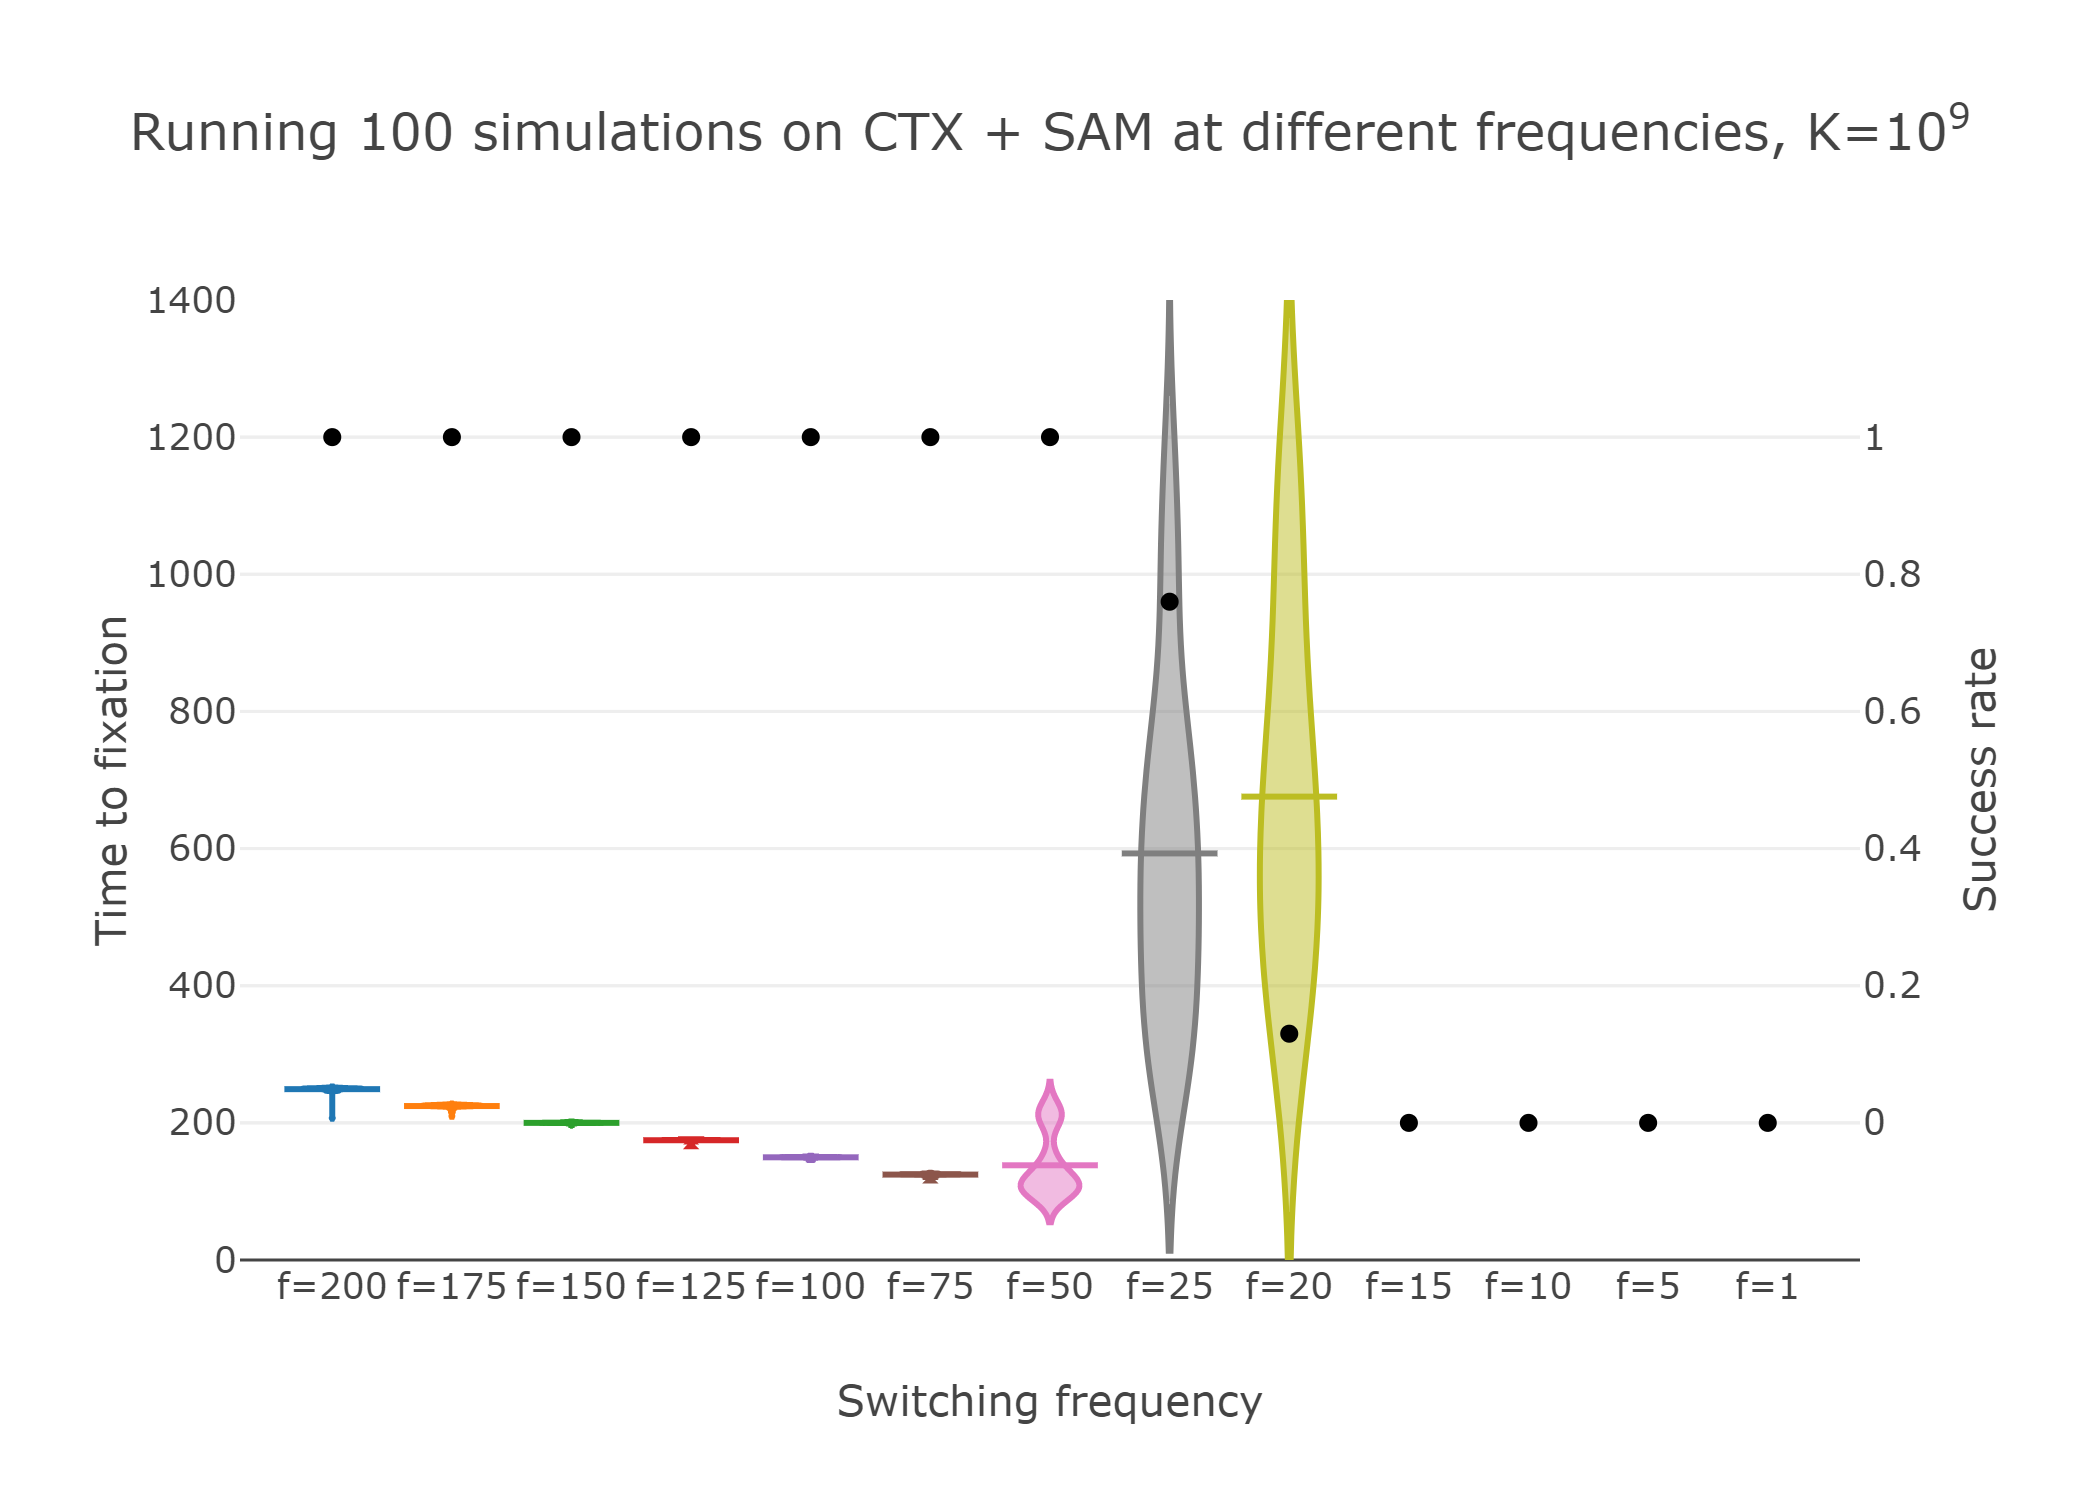 Running 100 simulations on CTX + SAM at different frequencies, K=10⁹
1400
1200
1000
800
600
400
200
0
Time to fixation
1
0.8
0.6
0.4
0.2
0
Success rate
f=200 f=175 f=150 f=125 f=100 f=75 f=50 f=25 f=20 f=15 f=10 f=5 f=1
Switching frequency